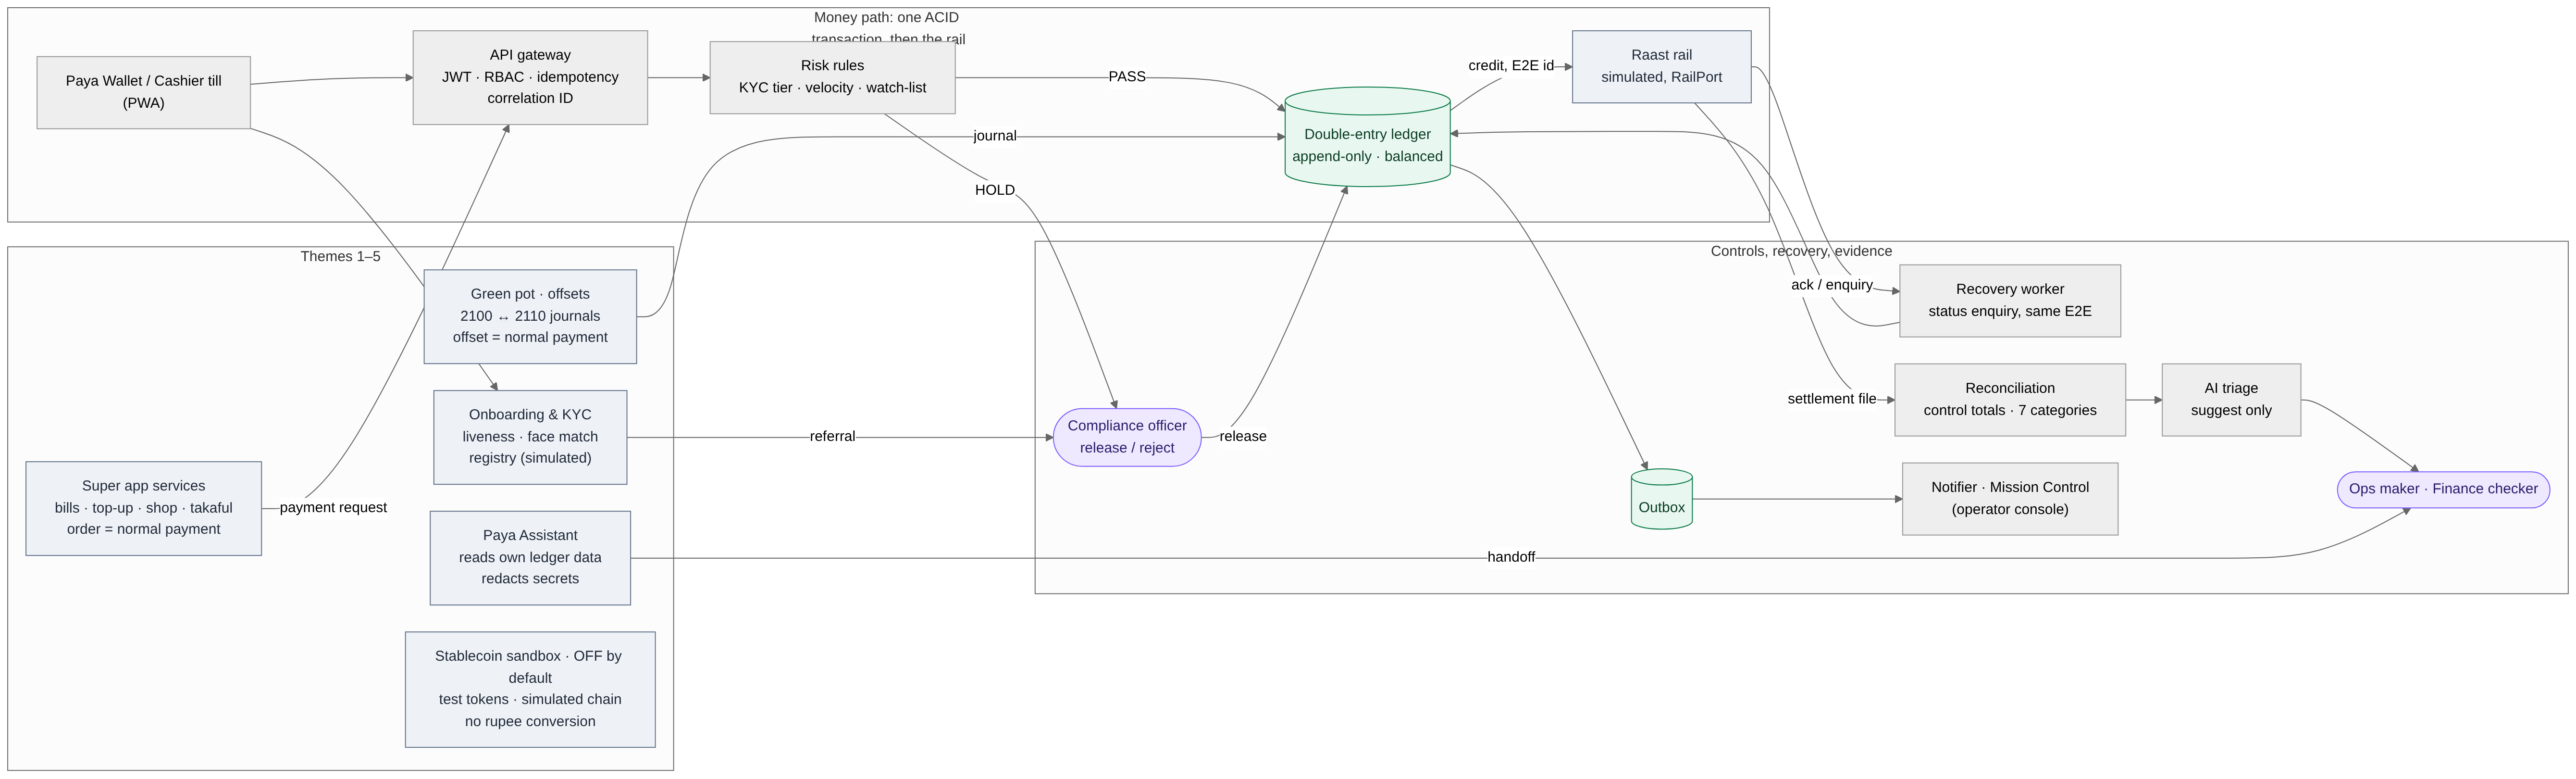 Money path: one ACID
transaction, then the rail
Paya Wallet / Cashier till
(PWA)
API gateway
JWT · RBAC · idempotency
correlation ID
Risk rules
KYC tier · velocity · watch-list
PASS
HOLD
journal
Double-entry ledger
append-only · balanced
credit, E2E id
Raast rail
simulated, RailPort
Themes 1–5
Green pot · offsets
2100 ↔ 2110 journals
offset = normal payment
Onboarding & KYC
liveness · face match
registry (simulated)
Super app services
bills · top-up · shop · takaful
order = normal payment
payment request
Paya Assistant
reads own ledger data
redacts secrets
Stablecoin sandbox · OFF by
default
test tokens · simulated chain
no rupee conversion
referral
handoff
Controls, recovery, evidence
Compliance officer
release / reject
release
ack / enquiry
Recovery worker
status enquiry, same E2E
settlement file
Reconciliation
control totals · 7 categories
AI triage
suggest only
Outbox
Notifier · Mission Control
(operator console)
Ops maker · Finance checker